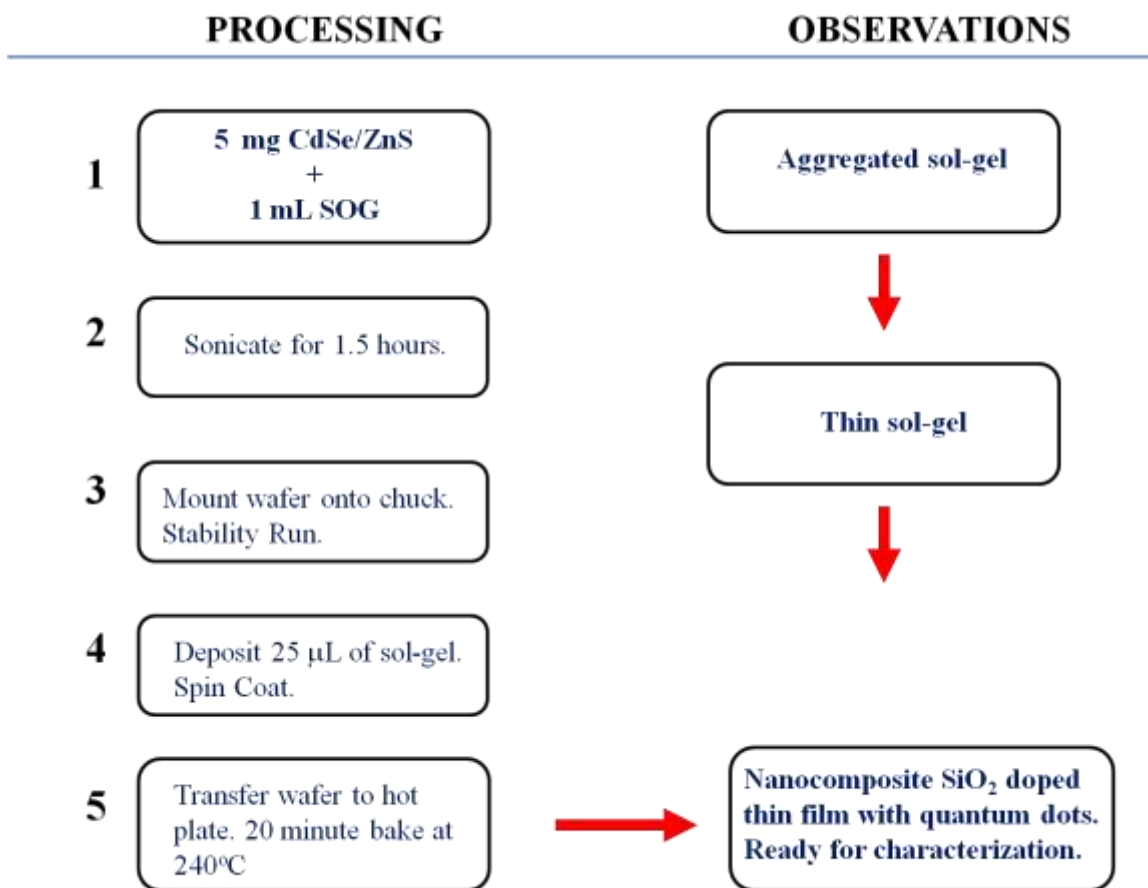 PROCESSING
OBSERVATIONS
1
5 mg CdSe/ZnS
+
1 mL SOG
Aggregated sol-gel
2
Sonicate for 1.5 hours.
Thin sol-gel
3
Mount wafer onto chuck.
Stability Run.
4
Deposit 25 μL of sol-gel.
Spin Coat.
5
Transfer wafer to hot
plate. 20 minute bake at
240ºC
Nanocomposite SiO₂ doped
thin film with quantum dots.
Ready for characterization.